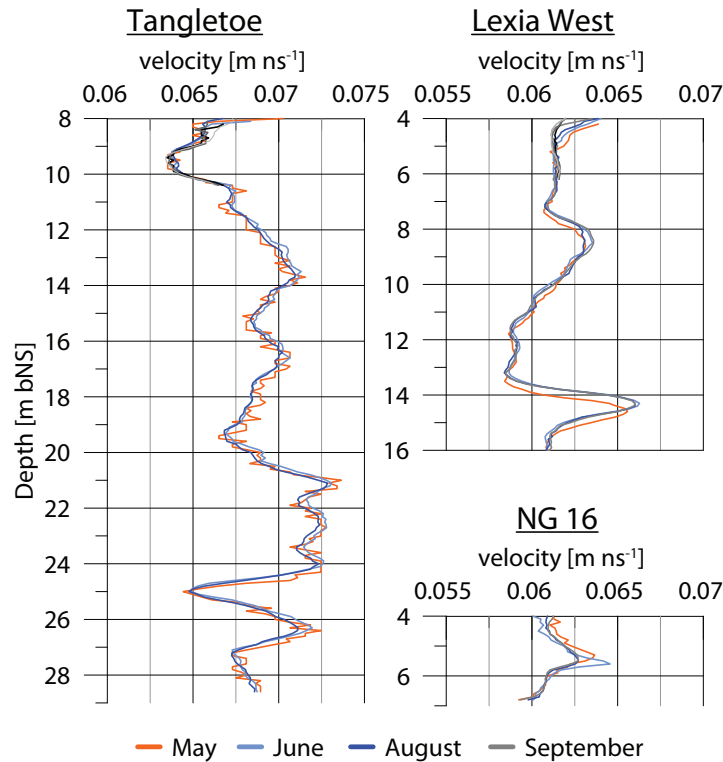 Tangletoe
velocity [m ns⁻¹]
0.06 0.065 0.07 0.075
8
10
12
14
16
18
20
22
24
26
28
Depth [m bNS]
Lexia West
velocity [m ns⁻¹]
0.055 0.06 0.065 0.07
4
6
8
10
12
14
16
NG 16
velocity [m ns⁻¹]
0.055 0.06 0.065 0.07
4
6
May June August September